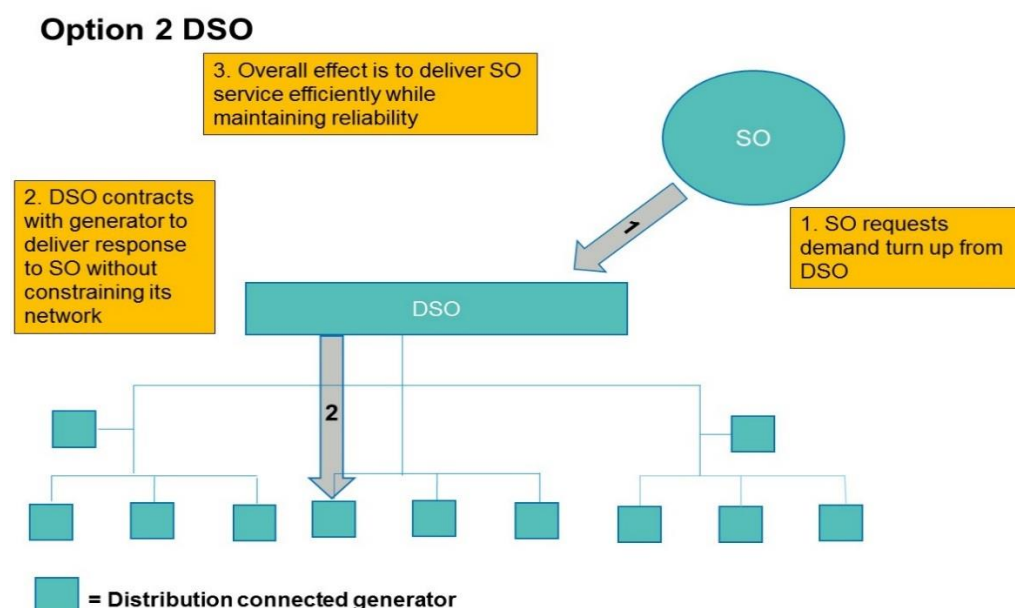 Option 2 DSO
3. Overall effect is to deliver SO
service efficiently while
maintaining reliability
SO
2. DSO contracts
with generator to
deliver response
to SO without
constraining its
network
1
1. SO requests
demand turn up from
DSO
DSO
2
= Distribution connected generator